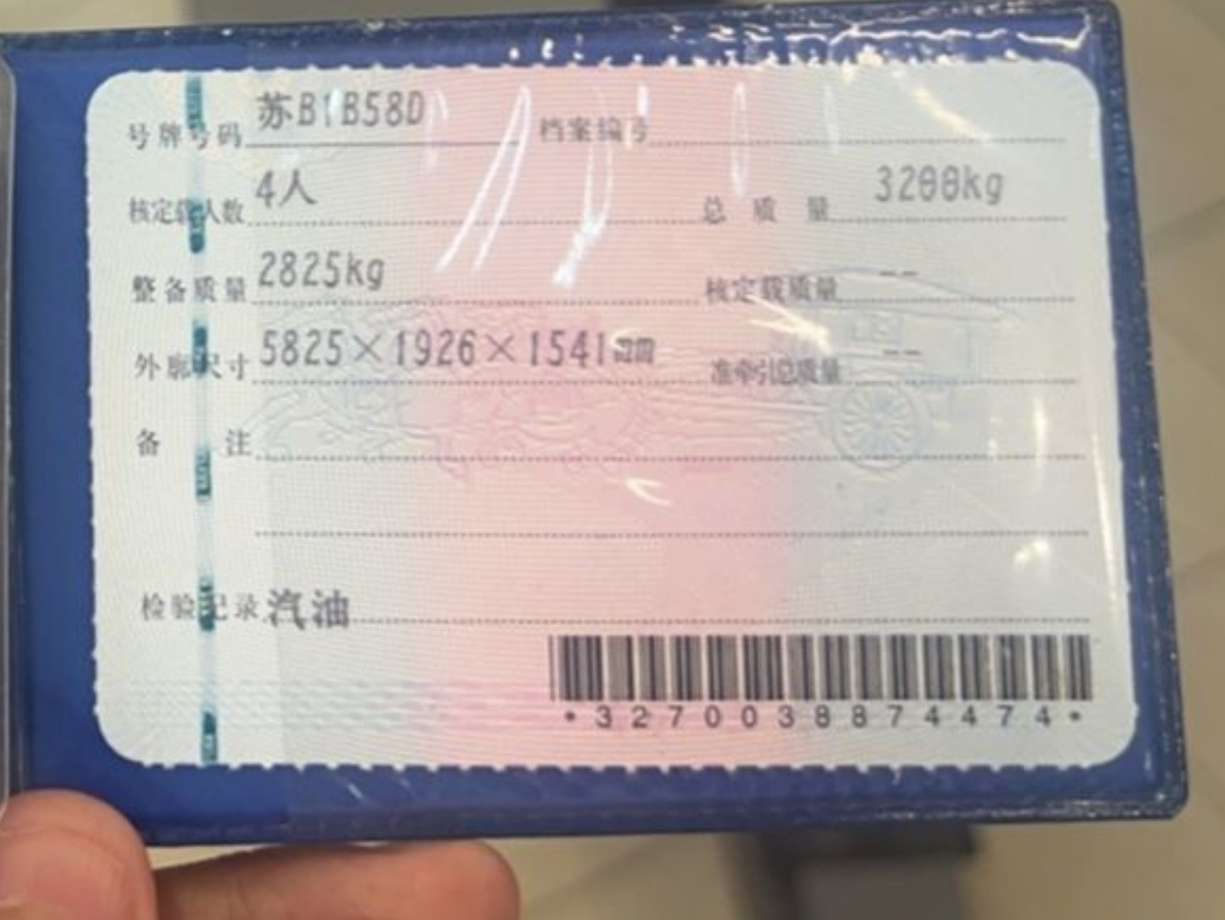 号牌号码 苏B1B58D 档案编号
核定载人数 4人 总质量 3200kg
整备质量 2825kg 核定载质量 --
外廓尺寸 5825×1926×1541mm 准牵引总质量 --
备注
检验记录 汽油
*3270038874474*